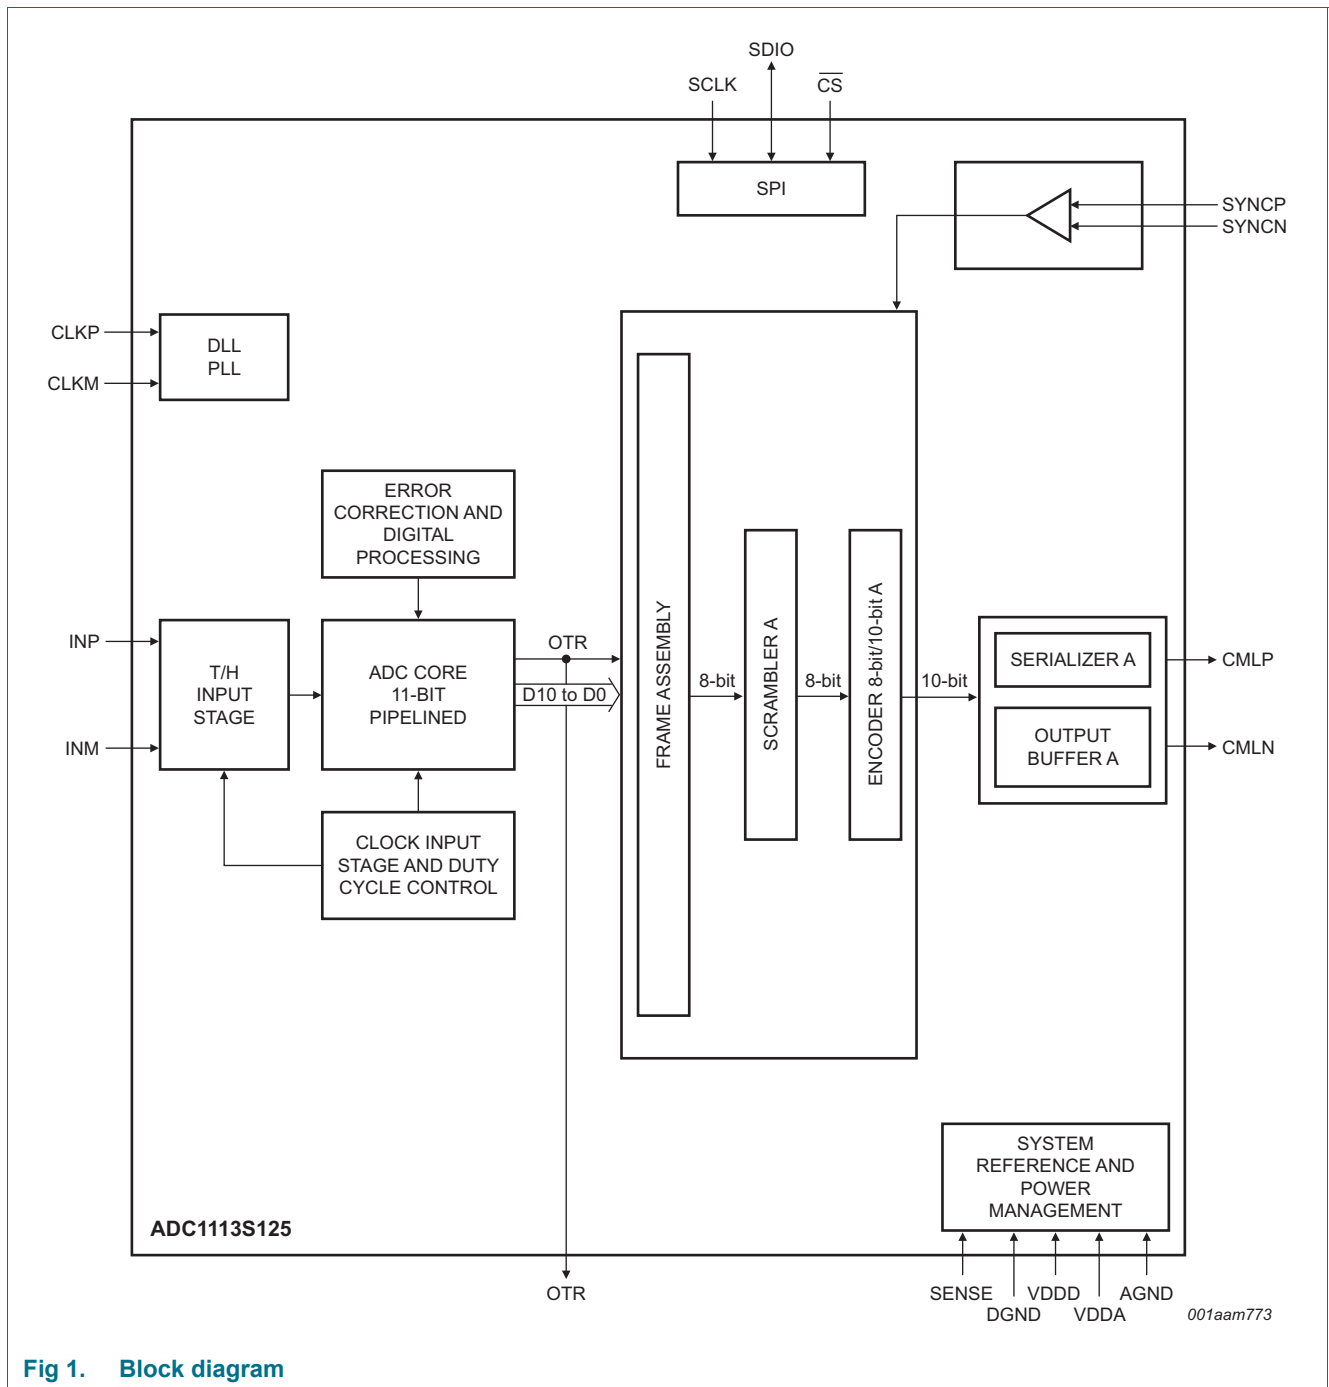 SDIO
SCLK
CS
SPI
SYNCP
SYNCN
CLKP
CLKM
DLL
PLL
ERROR
CORRECTION AND
DIGITAL
PROCESSING
INP
INM
T/H
INPUT
STAGE
ADC CORE
11-BIT
PIPELINED
OTR
D10 to D0
CLOCK INPUT
STAGE AND DUTY
CYCLE CONTROL
FRAME ASSEMBLY
8-bit
SCRAMBLER A
8-bit
ENCODER 8-bit/10-bit A
10-bit
SERIALIZER A
OUTPUT
BUFFER A
CMLP
CMLN
SYSTEM
REFERENCE AND
POWER
MANAGEMENT
ADC1113S125
OTR
SENSE
DGND
VDDD
VDDA
AGND
001aam773
Fig 1. Block diagram